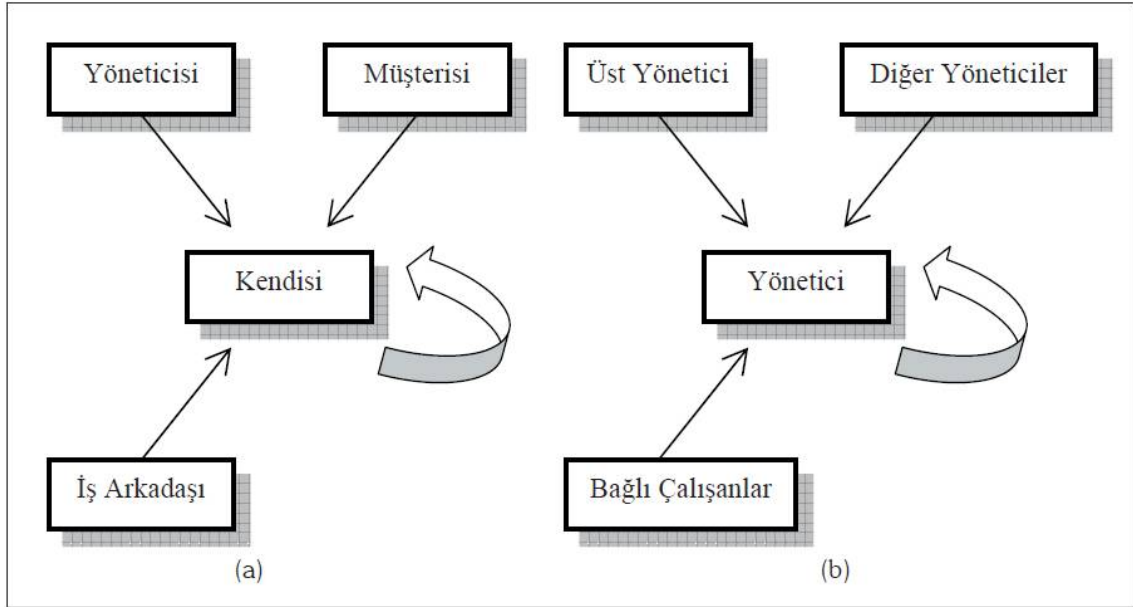 Yöneticisi
Müşterisi
Kendisi
İş Arkadaşı
(a)
Üst Yönetici
Diğer Yöneticiler
Yönetici
Bağlı Çalışanlar
(b)